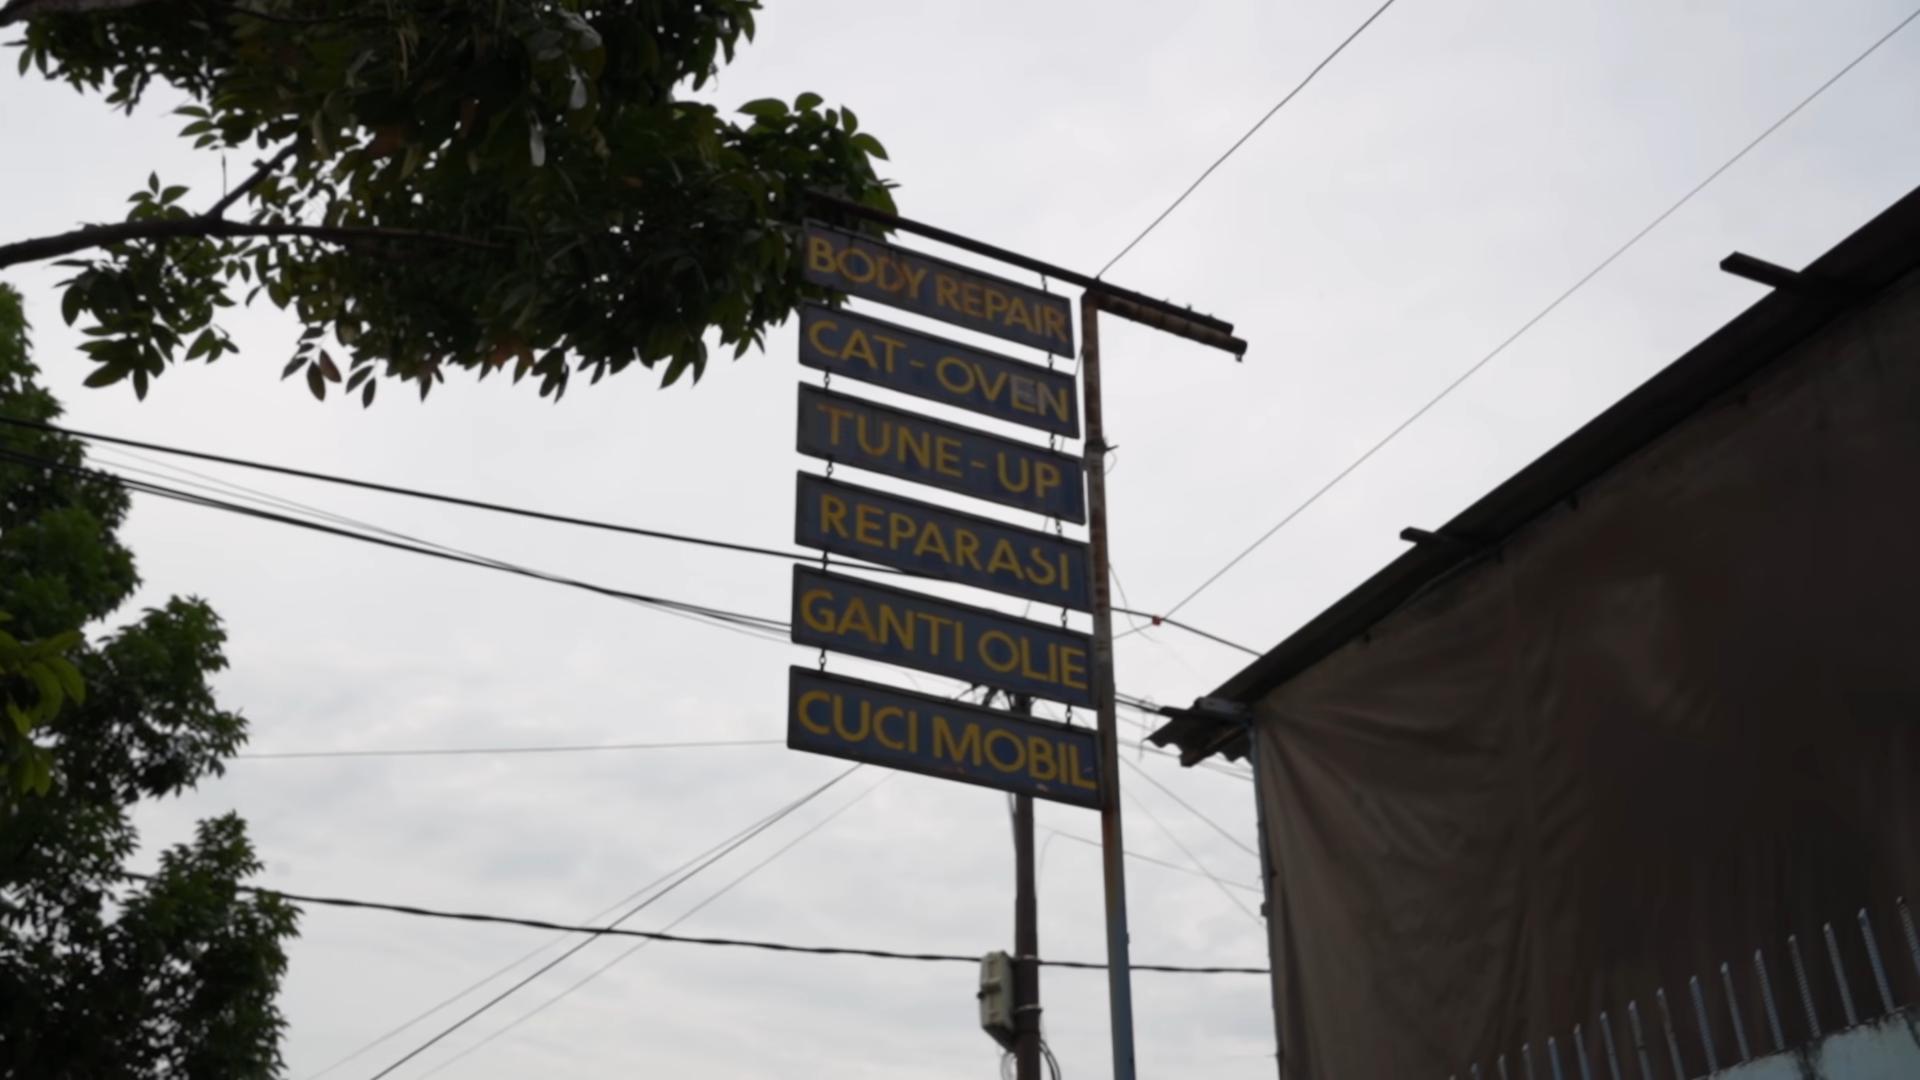 BODY REPAIR
CAT - OVEN
TUNE - UP
REPARASI
GANTI OLIE
CUCI MOBIL